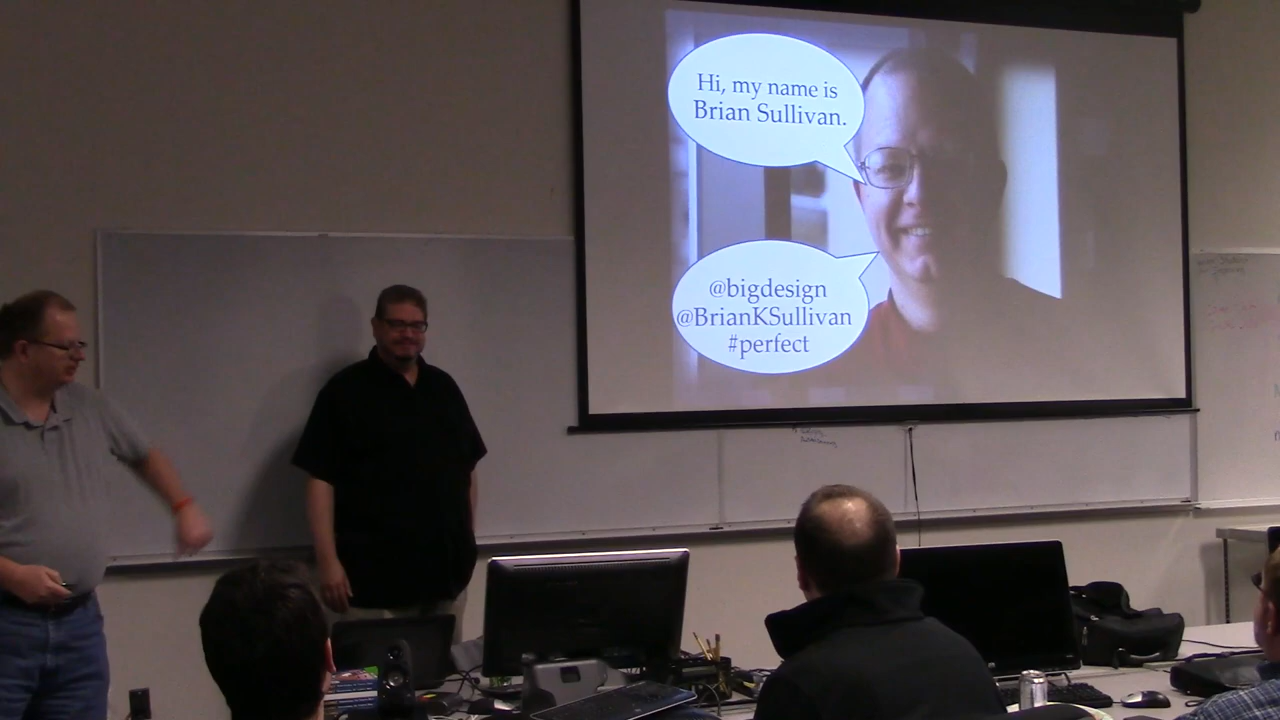 Hi, my name is
Brian Sullivan.
@bigdesign
@BrianKSullivan
#perfect